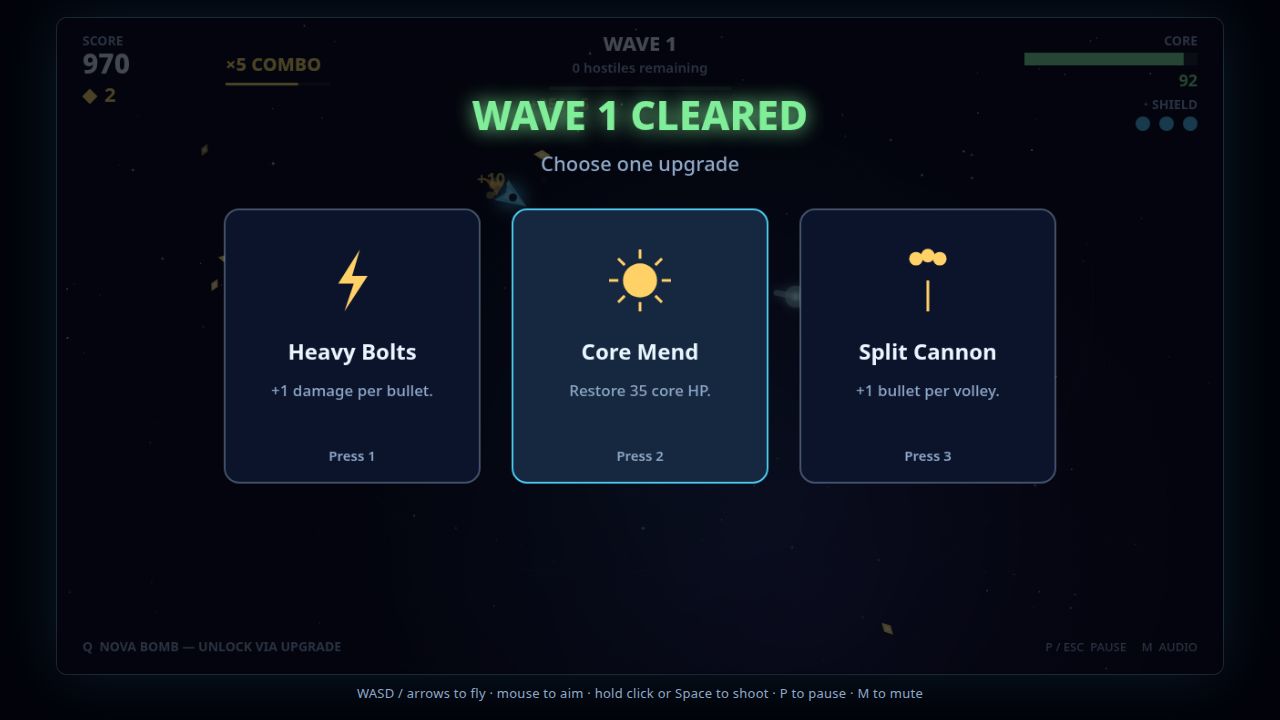 SCORE
970
2
×5 COMBO
WAVE 1
0 hostiles remaining
CORE
92
SHIELD
WAVE 1 CLEARED
Choose one upgrade
+10
Heavy Bolts
+1 damage per bullet.
Press 1
Core Mend
Restore 35 core HP.
Press 2
Split Cannon
+1 bullet per volley.
Press 3
Q NOVA BOMB — UNLOCK VIA UPGRADE
P / ESC PAUSE M AUDIO
WASD / arrows to fly · mouse to aim · hold click or Space to shoot · P to pause · M to mute